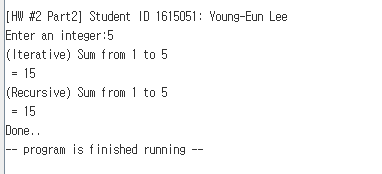 [HW #2 Part2] Student ID 1615051: Young-Eun Lee
Enter an integer:5
(Iterative) Sum from 1 to 5
 = 15
(Recursive) Sum from 1 to 5
 = 15
Done..
-- program is finished running --